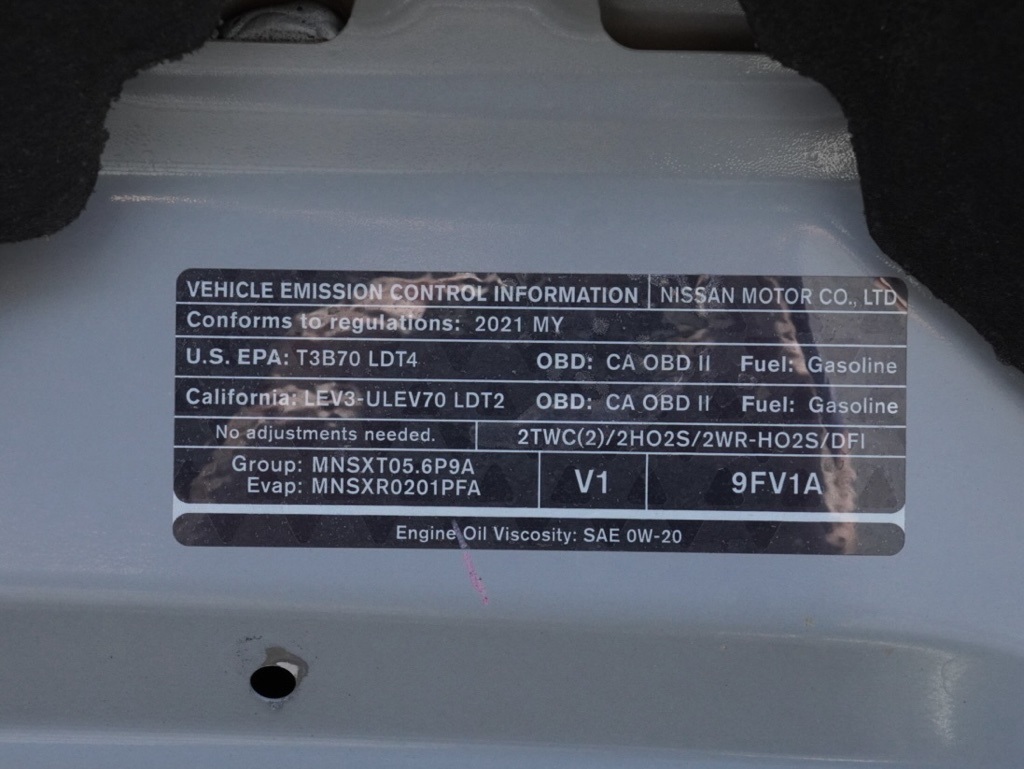 VEHICLE EMISSION CONTROL INFORMATION NISSAN MOTOR CO., LTD
Conforms to regulations: 2021 MY
U.S. EPA: T3B70 LDT4 OBD: CA OBD II Fuel: Gasoline
California: LEV3-ULEV70 LDT2 OBD: CA OBD II Fuel: Gasoline
No adjustments needed. 2TWC(2)/2HO2S/2WR-HO2S/DFI
Group: MNSXT05.6P9A
Evap: MNSXR0201PFA
V1 9FV1A
Engine Oil Viscosity: SAE 0W-20